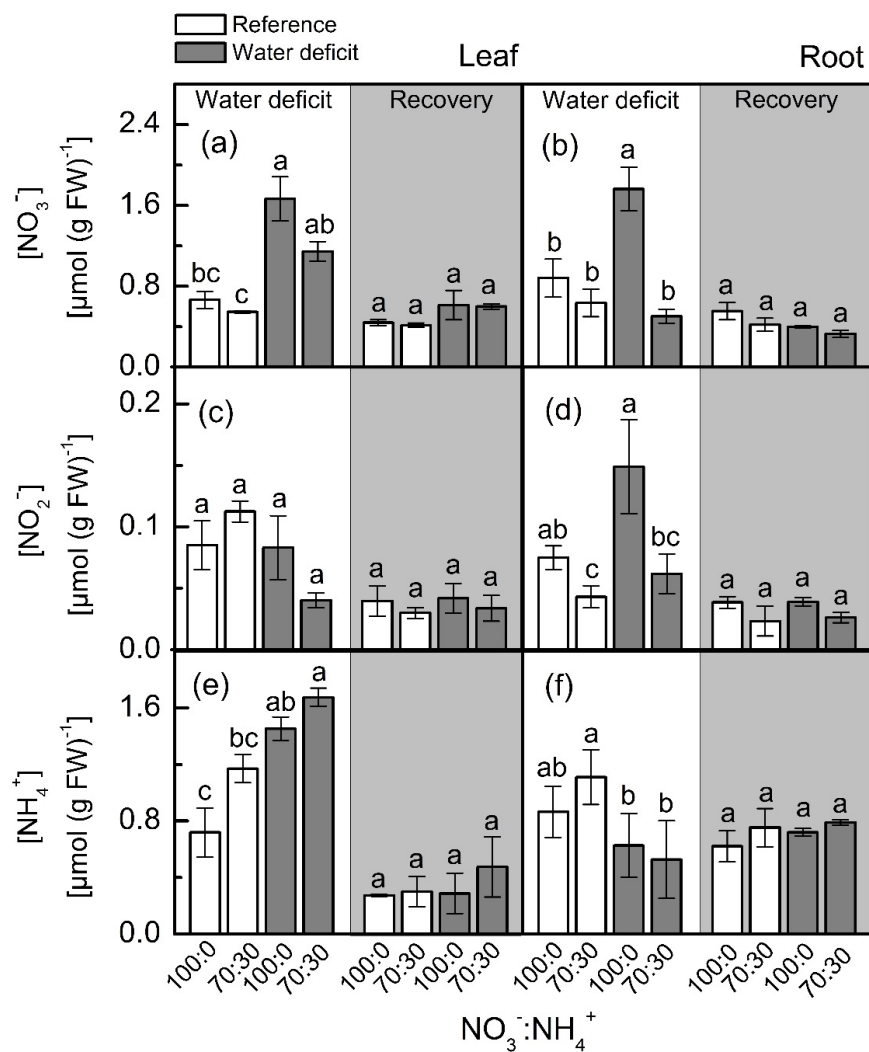 Reference
Water deficit
Leaf
Root
Water deficit
Recovery
Water deficit
Recovery
[NO₃⁻]
[µmol (g FW)⁻¹]
2.4
1.6
0.8
0.0
(a)
bc
c
a
ab
a
a
a
a
(b)
b
b
a
b
a
a
a
a
[NO₂⁻]
[µmol (g FW)⁻¹]
0.2
0.1
0.0
(c)
a
a
a
a
a
a
a
a
(d)
ab
c
a
bc
a
a
a
a
[NH₄⁺]
[µmol (g FW)⁻¹]
1.6
0.8
0.0
(e)
c
bc
ab
a
a
a
a
a
(f)
ab
a
b
b
a
a
a
a
100:0
70:30
100:0
70:30
100:0
70:30
100:0
70:30
100:0
70:30
100:0
70:30
100:0
70:30
100:0
70:30
NO₃⁻:NH₄⁺